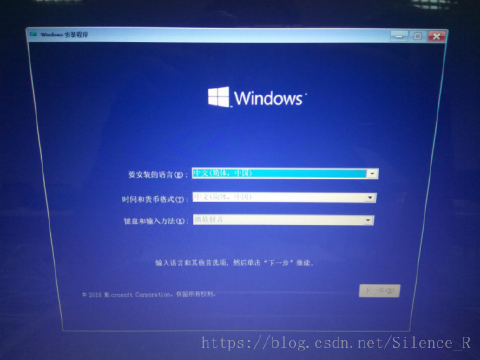 Windows 安装程序
Windows
要安装的语言(E): 中文(简体，中国)
时间和货币格式(T): 中文(简体，中国)
键盘和输入方法(K): 微软拼音
输入语言和其他首选项，然后单击"下一步"继续。
© 2015 Microsoft Corporation。保留所有权利。
下一步(N)
https://blog.csdn.net/Silence_R